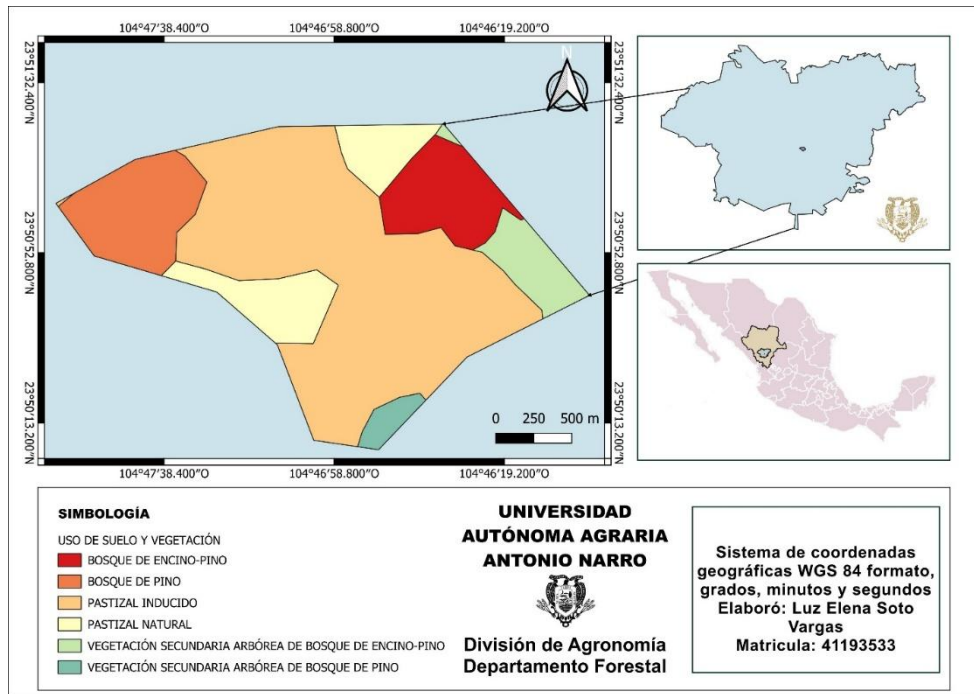 104°47'38.400"O 104°46'58.800"O 104°46'19.200"O
23°51'32.400"N
23°50'52.800"N
23°50'13.200"N
N
23°51'32.400"N
23°50'52.800"N
23°50'13.200"N
0 250 500 m
104°47'38.400"O 104°46'58.800"O 104°46'19.200"O
SIMBOLOGÍA
USO DE SUELO Y VEGETACIÓN
BOSQUE DE ENCINO-PINO
BOSQUE DE PINO
PASTIZAL INDUCIDO
PASTIZAL NATURAL
VEGETACIÓN SECUNDARIA ARBÓREA DE BOSQUE DE ENCINO-PINO
VEGETACIÓN SECUNDARIA ARBÓREA DE BOSQUE DE PINO
UNIVERSIDAD
AUTÓNOMA AGRARIA
ANTONIO NARRO
División de Agronomía
Departamento Forestal
Sistema de coordenadas
geográficas WGS 84 formato,
grados, minutos y segundos
Elaboró: Luz Elena Soto
Vargas
Matricula: 41193533